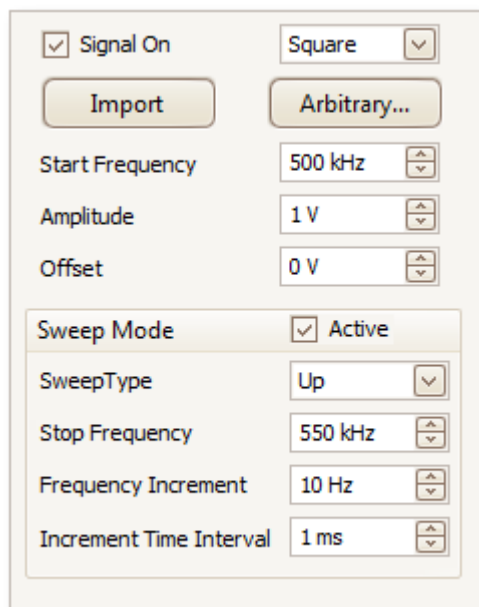 Signal On Square
Import Arbitrary...
Start Frequency 500 kHz
Amplitude 1 V
Offset 0 V
Sweep Mode Active
SweepType Up
Stop Frequency 550 kHz
Frequency Increment 10 Hz
Increment Time Interval 1 ms